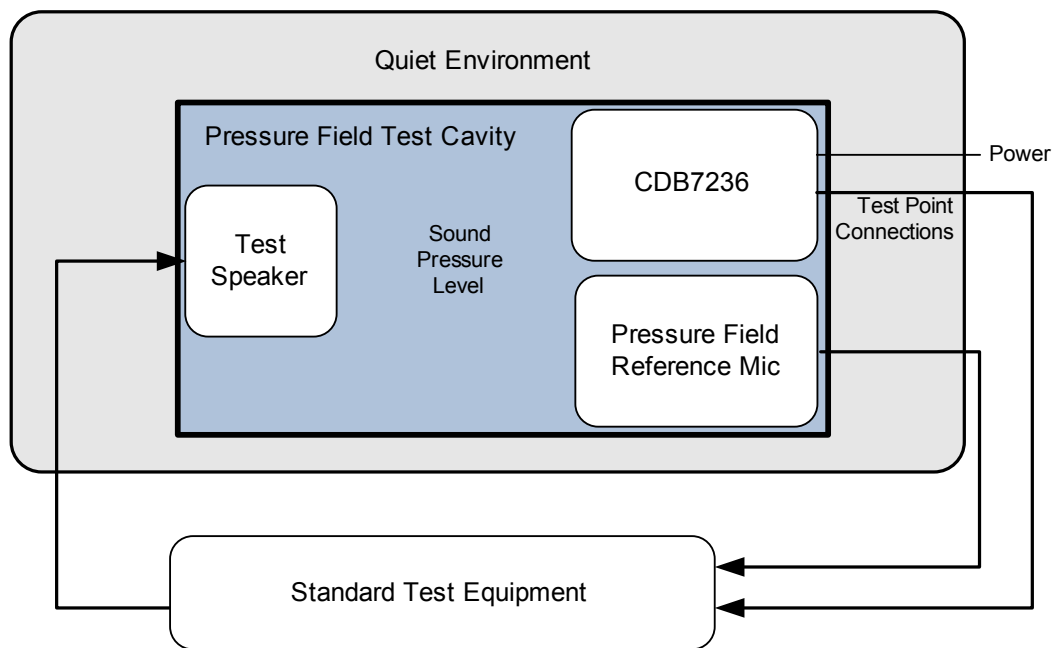 Quiet Environment
Pressure Field Test Cavity
CDB7236
Power
Test Point
Connections
Test
Speaker
Sound
Pressure
Level
Pressure Field
Reference Mic
Standard Test Equipment